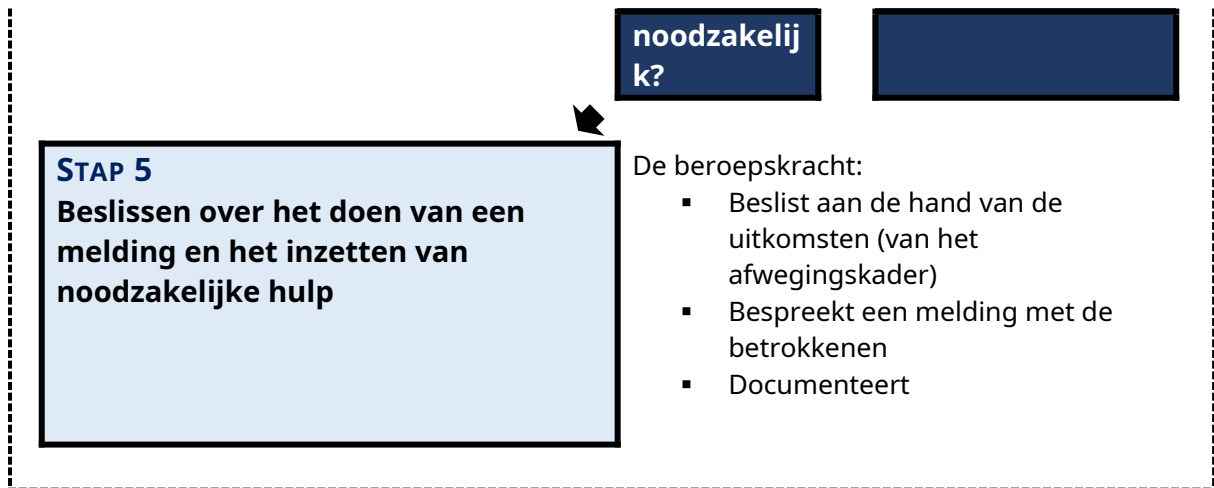 noodzakelij
k?
STAP 5
Beslissen over het doen van een
melding en het inzetten van
noodzakelijke hulp
De beroepskracht:
▪ Beslist aan de hand van de
uitkomsten (van het
afwegingskader)
▪ Bespreekt een melding met de
betrokkenen
▪ Documenteert